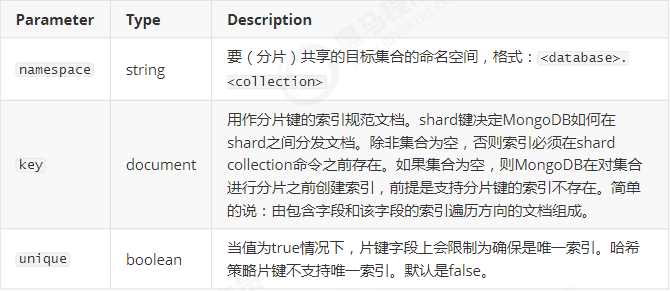 Parameter Type Description
namespace string 要（分片）共享的目标集合的命名空间，格式：<database>.
<collection>
用作分片键的索引规范文档。shard键决定MongoDB如何在
shard之间分发文档。除非集合为空，否则索引必须在shard
key document collection命令之前存在。如果集合为空，则MongoDB在对集合
进行分片之前创建索引，前提是支持分片键的索引不存在。简单
的说：由包含字段和该字段的索引遍历方向的文档组成。
unique boolean 当值为true情况下，片键字段上会限制为确保是唯一索引。哈希
策略片键不支持唯一索引。默认是false。